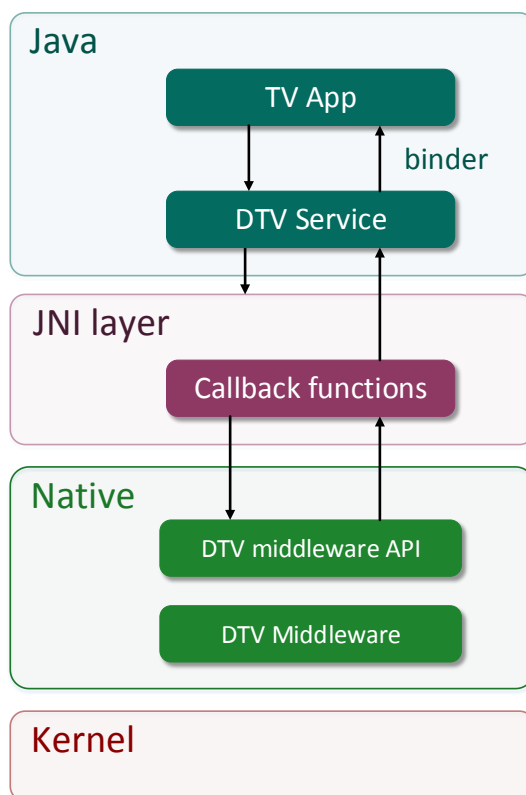 Java
TV App
binder
DTV Service
JNI layer
Callback functions
Native
DTV middleware API
DTV Middleware
Kernel